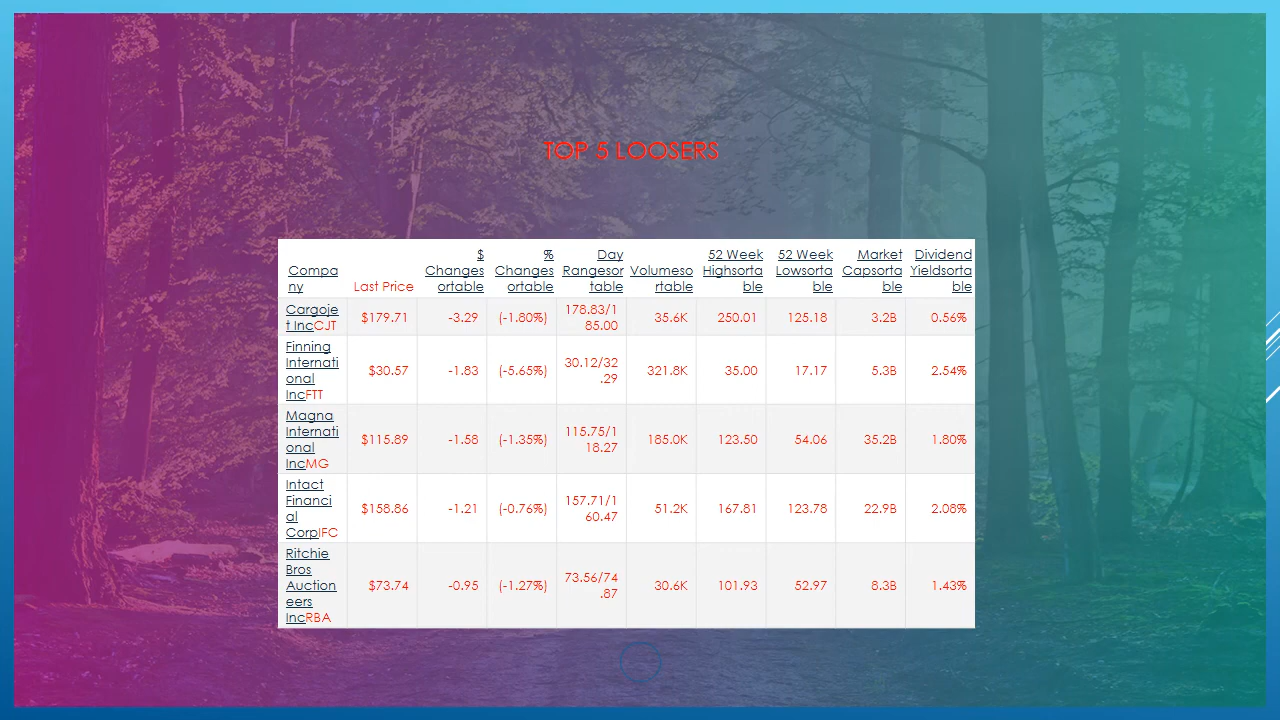 TOP 5 LOOSERS
Compa
ny
Last Price
$
Changes
ortable
%
Changes
ortable
Day
Rangesor
table
Volumeso
rtable
52 Week
Highsorta
ble
52 Week
Lowsorta
ble
Market
Capsorta
ble
Dividend
Yieldsorta
ble
Cargoje
t IncCJT
$179.71
-3.29
(-1.80%)
178.83/1
85.00
35.6K
250.01
125.18
3.2B
0.56%
Finning
Internati
onal
IncFTT
$30.57
-1.83
(-5.65%)
30.12/32
.29
321.8K
35.00
17.17
5.3B
2.54%
Magna
Internati
onal
IncMG
$115.89
-1.58
(-1.35%)
115.75/1
18.27
185.0K
123.50
54.06
35.2B
1.80%
Intact
Financi
al
CorpIFC
$158.86
-1.21
(-0.76%)
157.71/1
60.47
51.2K
167.81
123.78
22.9B
2.08%
Ritchie
Bros
Auction
eers
IncRBA
$73.74
-0.95
(-1.27%)
73.56/74
.87
30.6K
101.93
52.97
8.3B
1.43%